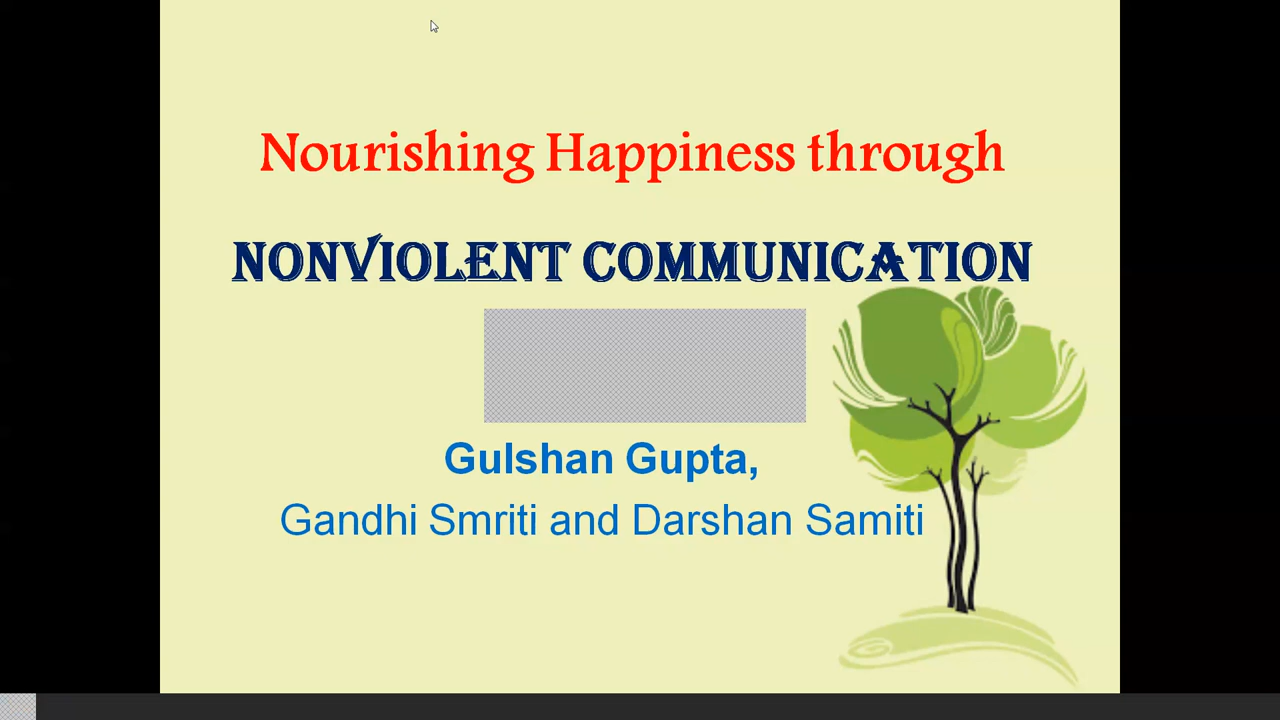 Nourishing Happiness through
NONVIOLENT COMMUNICATION
Gulshan Gupta,
Gandhi Smriti and Darshan Samiti